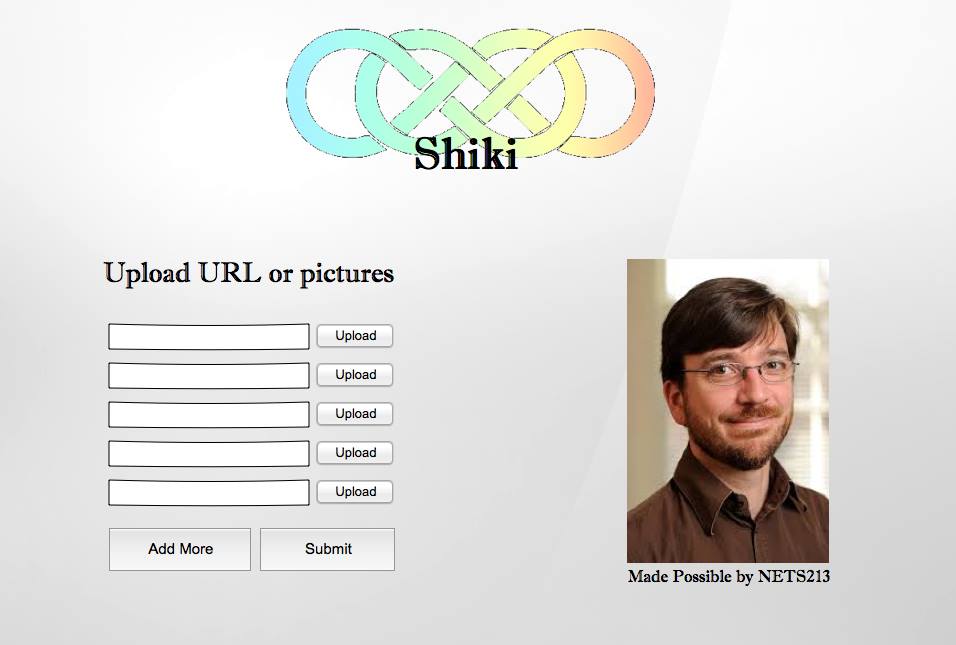 Shiki
Upload URL or pictures
Upload
Upload
Upload
Upload
Upload
Add More
Submit
Made Possible by NETS213